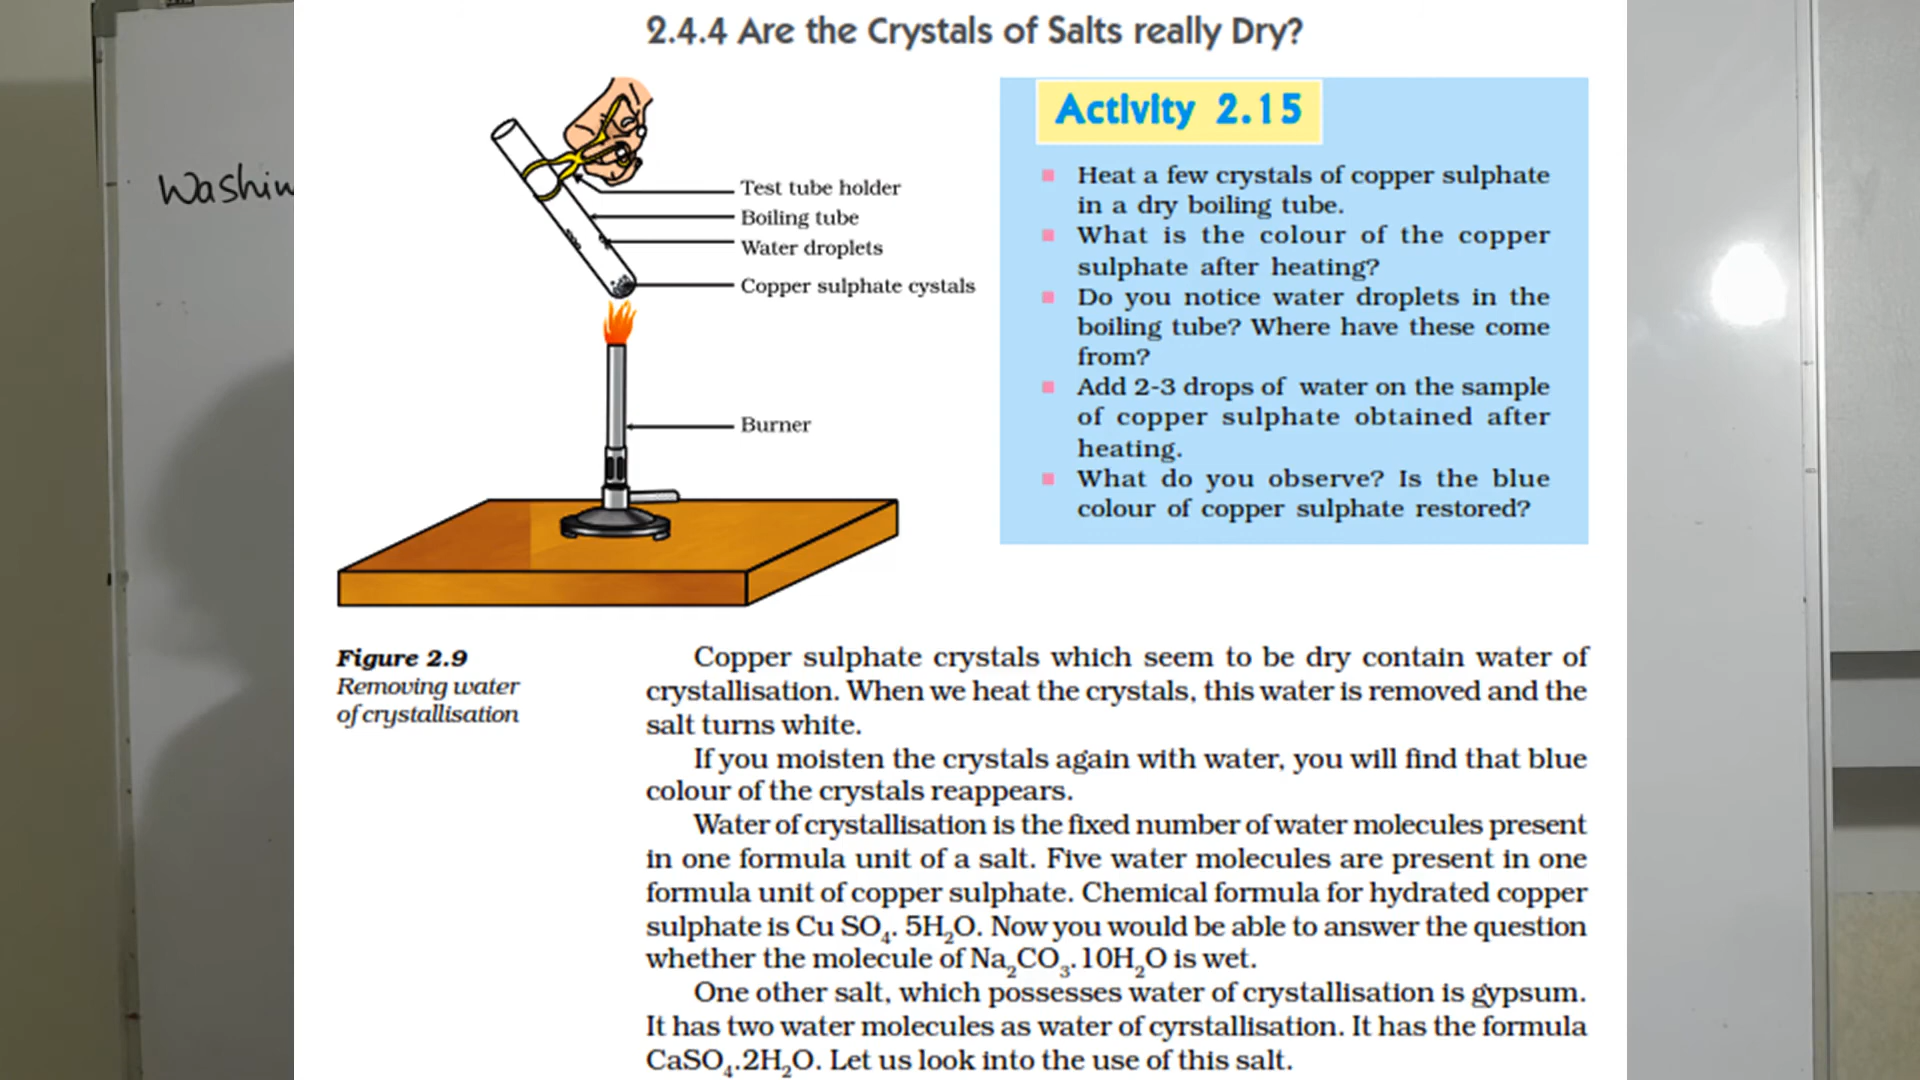 2.4.4 Are the Crystals of Salts really Dry?
Washin
Test tube holder
Boiling tube
Water droplets
Copper sulphate cystals
Burner
Activity 2.15
Heat a few crystals of copper sulphate
in a dry boiling tube.
What is the colour of the copper
sulphate after heating?
Do you notice water droplets in the
boiling tube? Where have these come
from?
Add 2-3 drops of water on the sample
of copper sulphate obtained after
heating.
What do you observe? Is the blue
colour of copper sulphate restored?
Figure 2.9
Removing water
of crystallisation
Copper sulphate crystals which seem to be dry contain water of
crystallisation. When we heat the crystals, this water is removed and the
salt turns white.
If you moisten the crystals again with water, you will find that blue
colour of the crystals reappears.
Water of crystallisation is the fixed number of water molecules present
in one formula unit of a salt. Five water molecules are present in one
formula unit of copper sulphate. Chemical formula for hydrated copper
sulphate is Cu SO₄. 5H₂O. Now you would be able to answer the question
whether the molecule of Na₂CO₃.10H₂O is wet.
One other salt, which possesses water of crystallisation is gypsum.
It has two water molecules as water of cyrstallisation. It has the formula
CaSO₄.2H₂O. Let us look into the use of this salt.